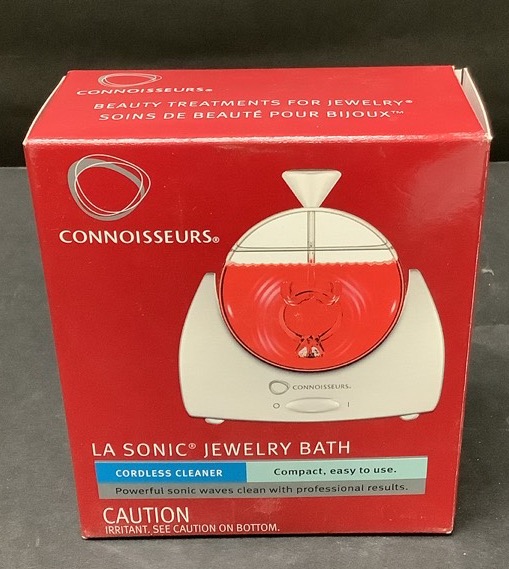 CONNOISSEURS®
BEAUTY TREATMENTS FOR JEWELRY®
SOINS DE BEAUTÉ POUR BIJOUX™
CONNOISSEURS®
CONNOISSEURS®
O I
LA SONIC® JEWELRY BATH
CORDLESS CLEANER Compact, easy to use.
Powerful sonic waves clean with professional results.
CAUTION
IRRITANT. SEE CAUTION ON BOTTOM.